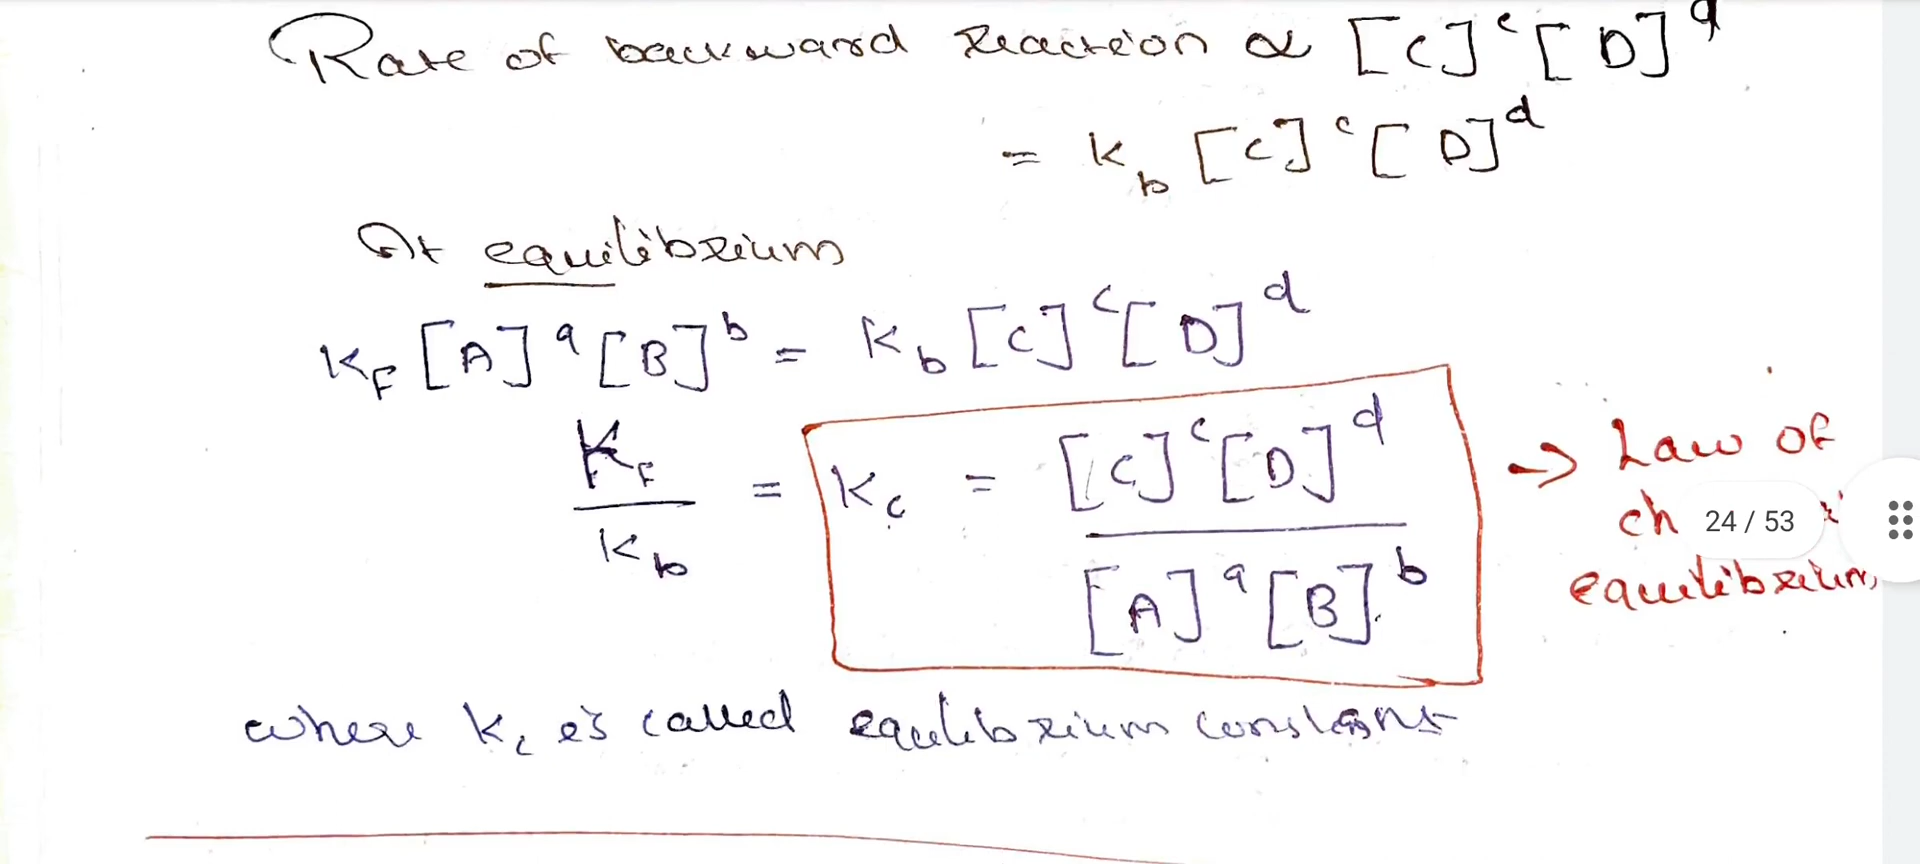 Rate of backward reaction α [C]^c [D]^d
= k_b [C]^c [D]^d
At equilibrium
K_F [A]^a [B]^b = K_b [C]^c [D]^d
K_F / K_b = K_c = [C]^c [D]^d / [A]^a [B]^b → Law of
ch 24 / 53
equilibrium
where K_c is called equilibrium constant